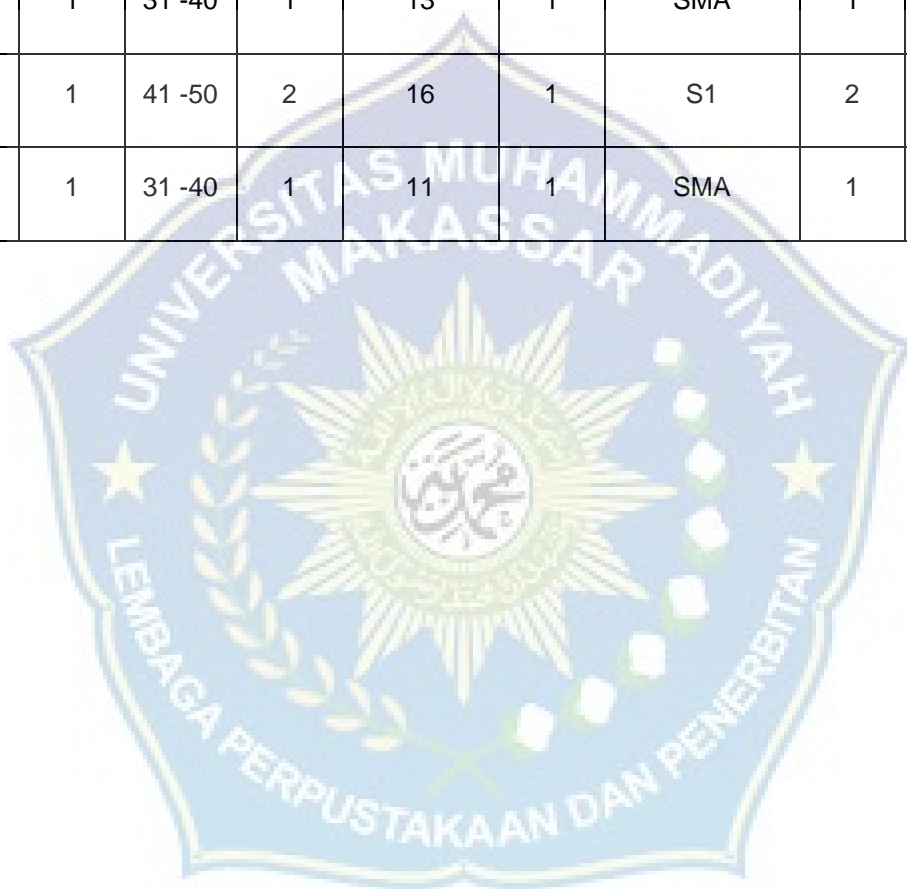 1 31 -40 1 13 1 SMA 1
1 41 -50 2 16 1 S1 2
1 31 -40 1 11 1 SMA 1
UNIVERSITAS MUHAMMADIYAH
MAKASSAR
محمد
LEMBAGA PERPUSTAKAAN DAN PENERBITAN